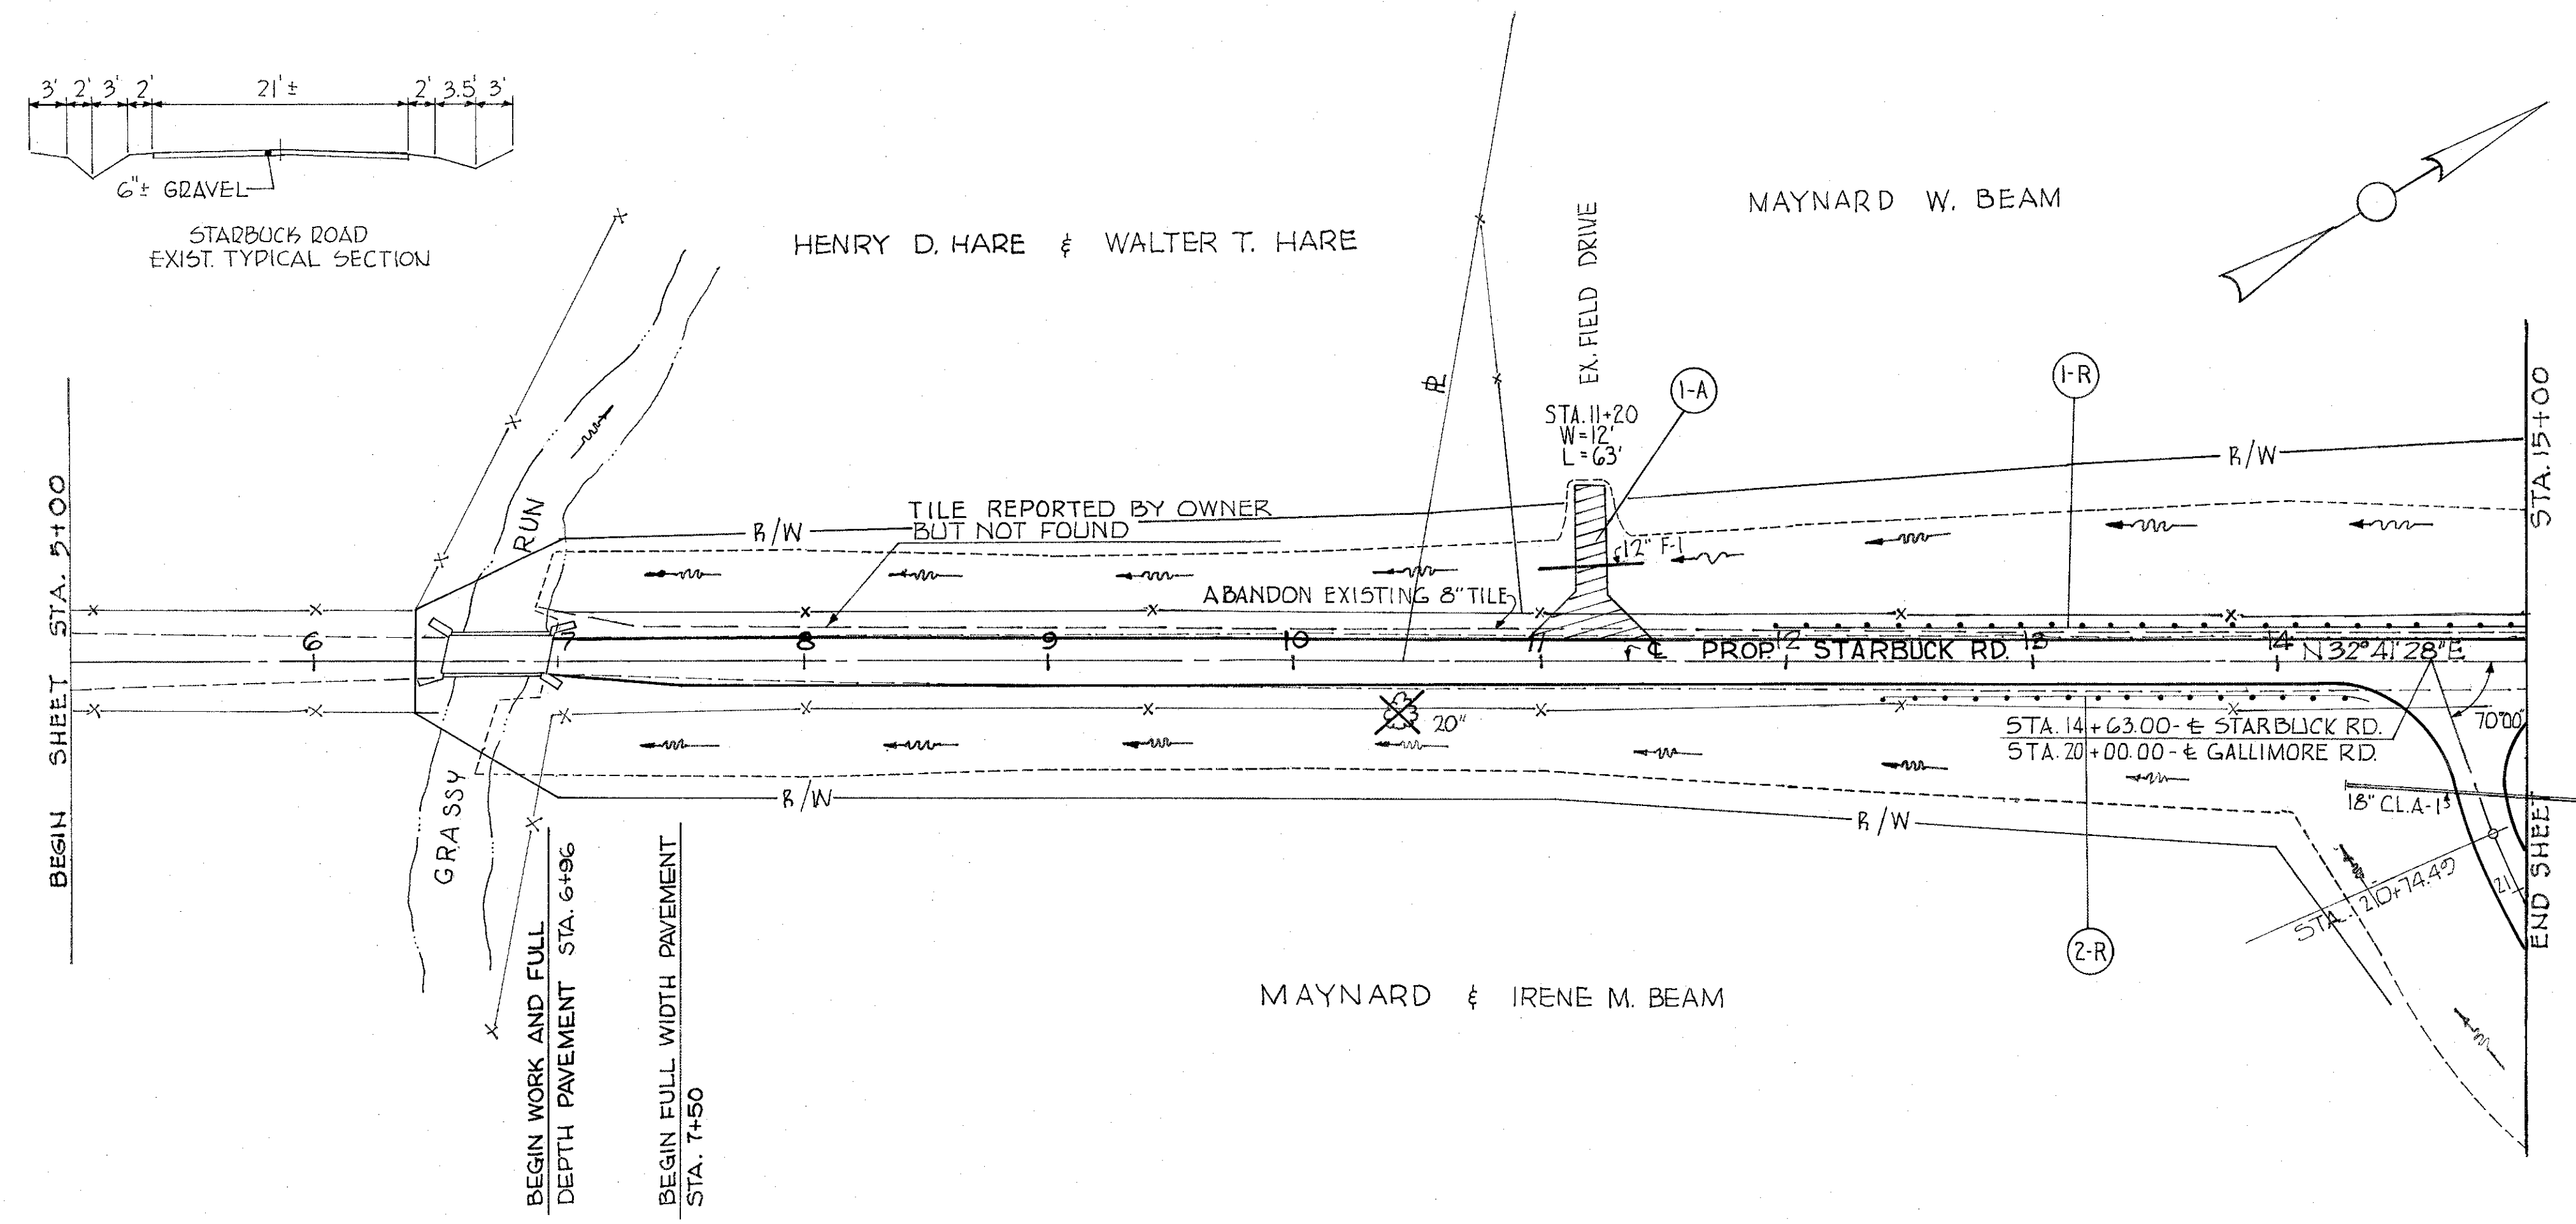 3' 2' 3' 2' 21'± 2' 3.5' 3'
6"± GRAVEL
STARBUCK ROAD
EXIST. TYPICAL SECTION
HENRY D. HARE & WALTER T. HARE
MAYNARD W. BEAM
EX. FIELD DRIVE
STA. 11+20
W=12'
L=63'
1-A
1-R
PL
R/W
R/W
TILE REPORTED BY OWNER
BUT NOT FOUND
12" F-1
ABANDON EXISTING 8" TILE
GRASSY RUN
6 7 8 9 10 11 12 13 14
℄ PROP. STARBUCK RD.
N 32° 41' 28" E
20"
STA. 14+63.00-℄ STARBUCK RD.
STA. 20+00.00-℄ GALLIMORE RD.
70°00'
18" CL.A-1
R/W
R/W
STA. 20+74.49
21
2-R
MAYNARD & IRENE M. BEAM
BEGIN SHEET STA. 5+00
BEGIN WORK AND FULL
DEPTH PAVEMENT STA. 6+96
BEGIN FULL WIDTH PAVEMENT
STA. 7+50
END SHEET STA. 15+00